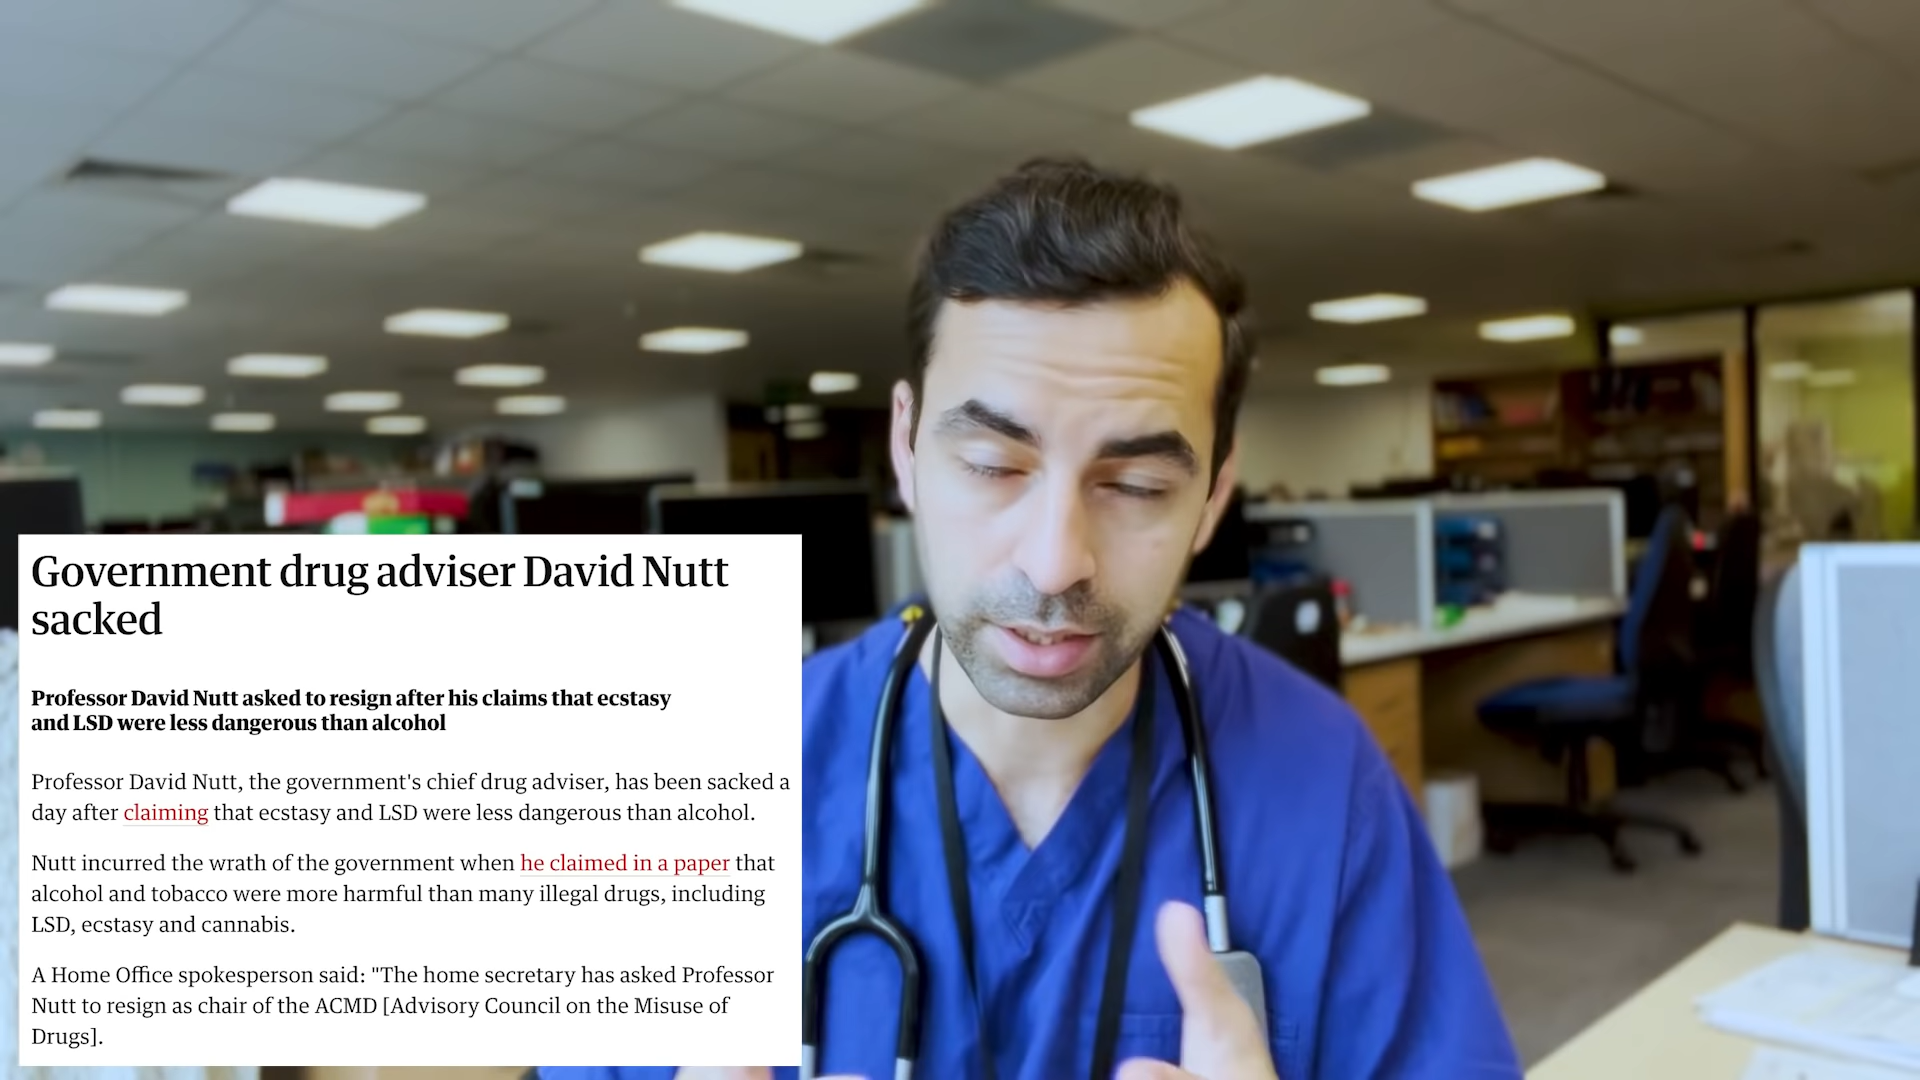 Government drug adviser David Nutt
sacked
Professor David Nutt asked to resign after his claims that ecstasy
and LSD were less dangerous than alcohol
Professor David Nutt, the government's chief drug adviser, has been sacked a
day after claiming that ecstasy and LSD were less dangerous than alcohol.
Nutt incurred the wrath of the government when he claimed in a paper that
alcohol and tobacco were more harmful than many illegal drugs, including
LSD, ecstasy and cannabis.
A Home Office spokesperson said: "The home secretary has asked Professor
Nutt to resign as chair of the ACMD [Advisory Council on the Misuse of
Drugs].